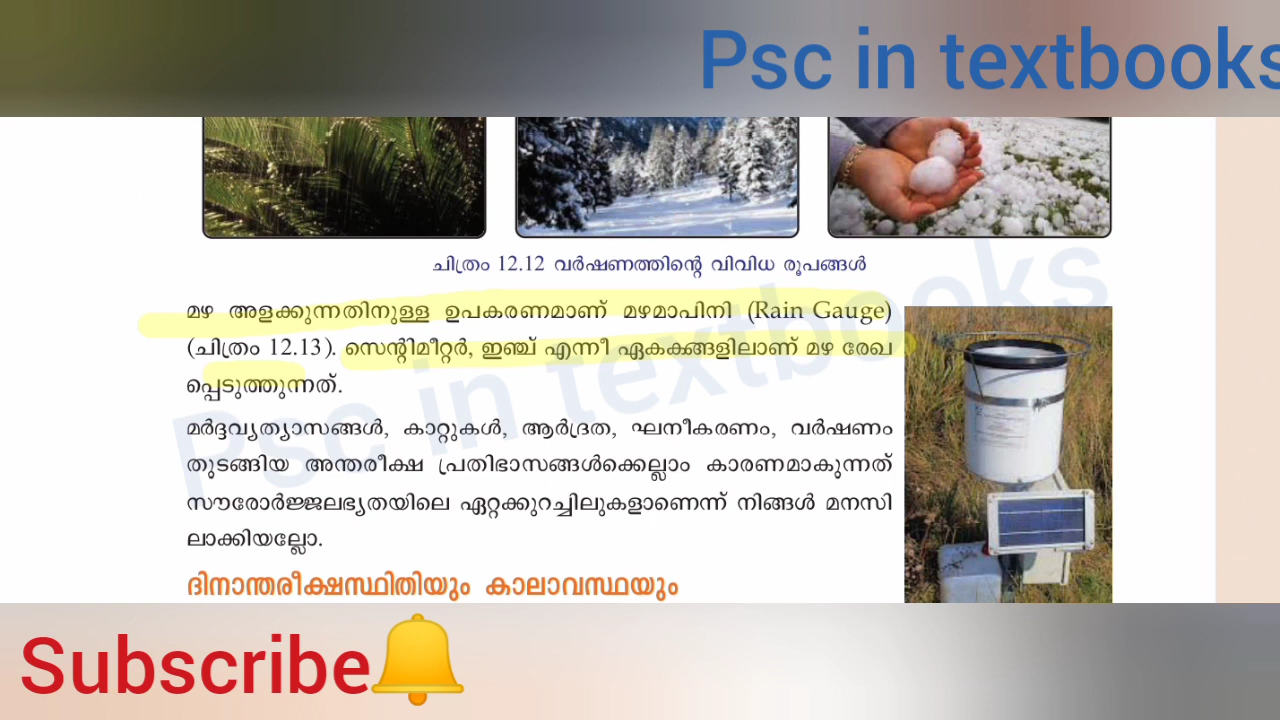 Psc in textbooks
ചിത്രം 12.12 വർഷണത്തിന്റെ വിവിധ രൂപങ്ങൾ
മഴ അളക്കുന്നതിനുള്ള ഉപകരണമാണ് മഴമാപിനി (Rain Gauge)
(ചിത്രം 12.13). സെന്റിമീറ്റർ, ഇഞ്ച് എന്നീ ഏകകങ്ങളിലാണ് മഴ രേഖ
പ്പെടുത്തുന്നത്.
മർദ്ദവ്യത്യാസങ്ങൾ, കാറ്റുകൾ, ആർദ്രത, ഘനീകരണം, വർഷണം
തുടങ്ങിയ അന്തരീക്ഷ പ്രതിഭാസങ്ങൾക്കെല്ലാം കാരണമാകുന്നത്
സൗരോർജ്ജലഭ്യതയിലെ ഏറ്റക്കുറച്ചിലുകളാണെന്ന് നിങ്ങൾ മനസി
ലാക്കിയല്ലോ.
ദിനാന്തരീക്ഷസ്ഥിതിയും കാലാവസ്ഥയും
Psc in textbooks
Subscribe